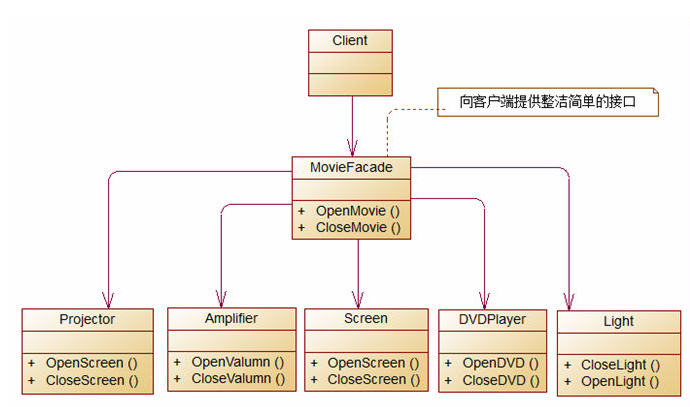 Client
向客户端提供整洁简单的接口
MovieFacade
+ OpenMovie ()
+ CloseMovie ()
Projector
+ OpenScreen ()
+ CloseScreen ()
Amplifier
+ OpenValumn ()
+ CloseValumn ()
Screen
+ OpenScreen ()
+ CloseScreen ()
DVDPlayer
+ OpenDVD ()
+ CloseDVD ()
Light
+ CloseLight ()
+ OpenLight ()